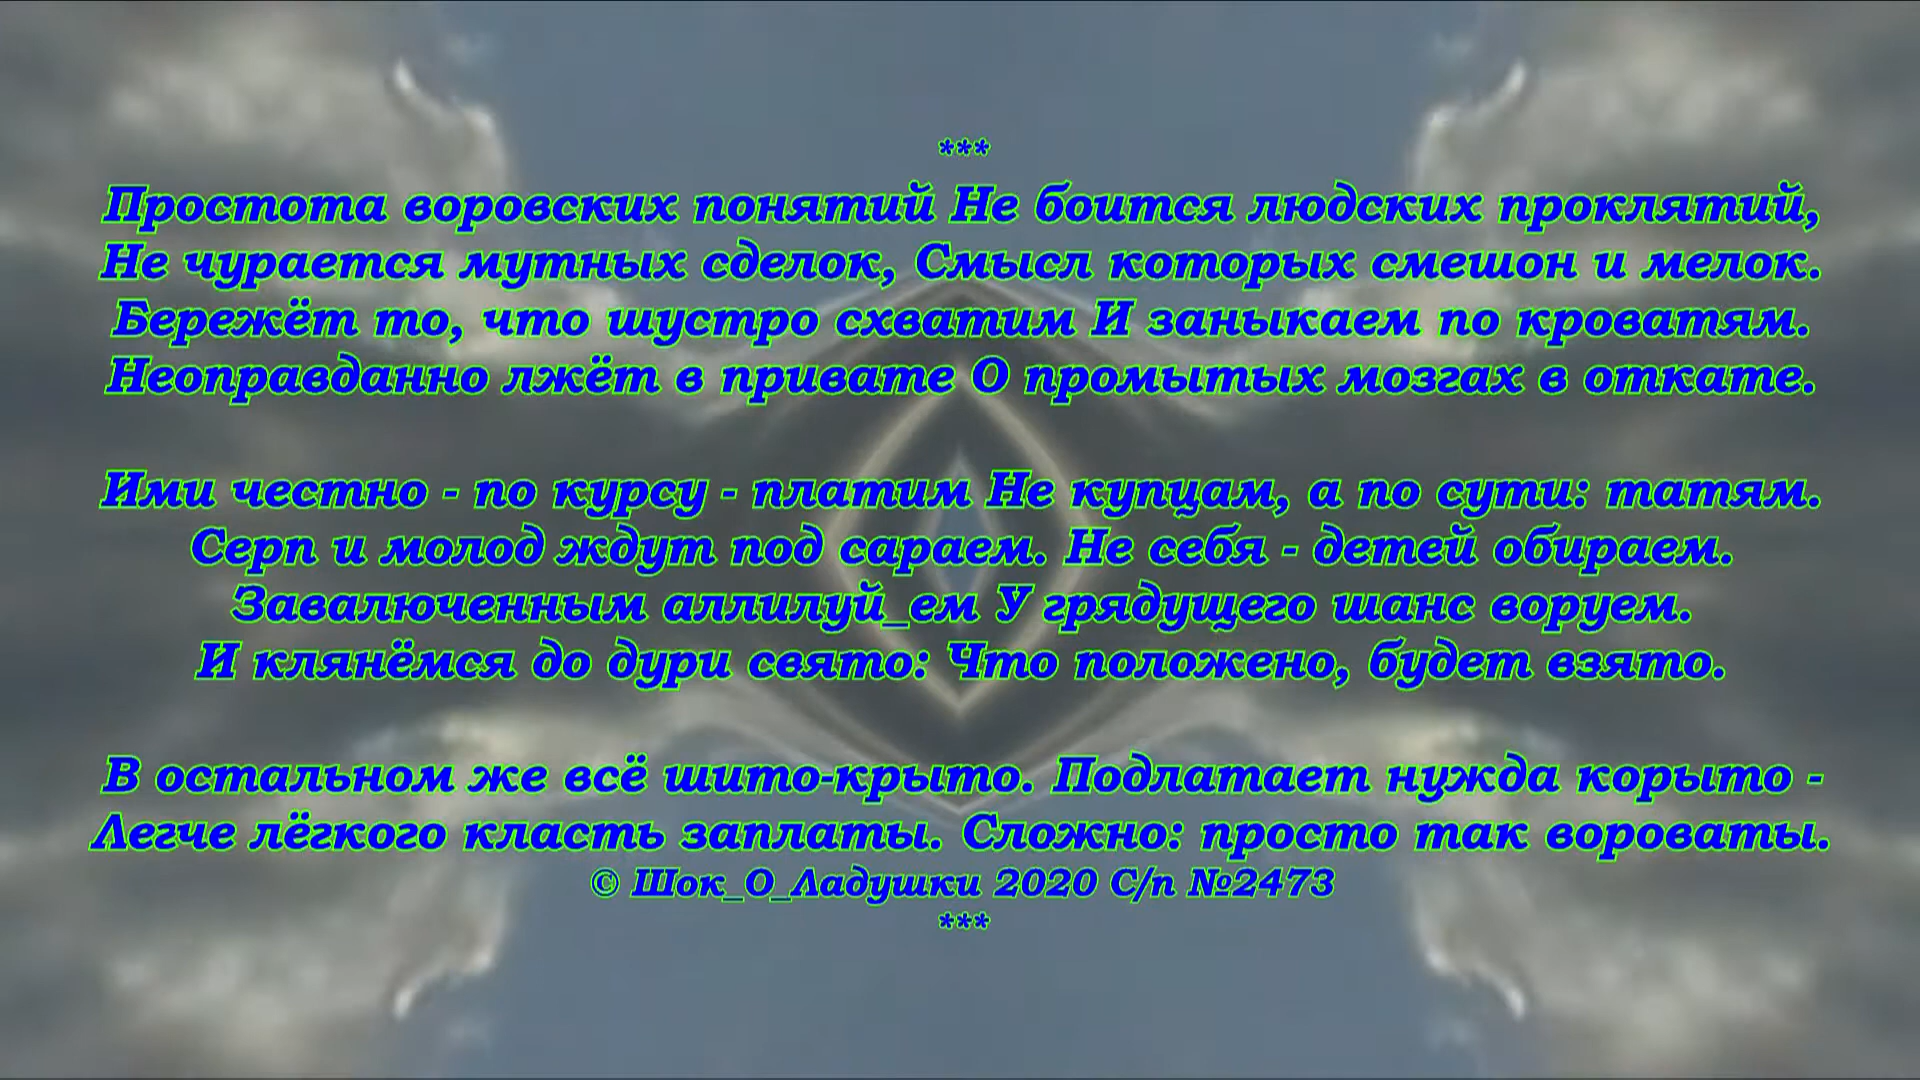 ***
Простота воровских понятий Не боится людских проклятий,
Не чурается мутных сделок, Смысл которых смешон и мелок.
Бережёт то, что шустро схватим И заныкаем по кроватям.
Неоправданно лжёт в привате О промытых мозгах в откате.
Ими честно - по курсу - платим Не купцам, а по сути: татям.
Серп и молод ждут под сараем. Не себя - детей обираем.
Завалюченным аллилуй_ем У грядущего шанс воруем.
И клянёмся до дури свято: Что положено, будет взято.
В остальном же всё шито-крыто. Подлатает нужда корыто -
Легче лёгкого класть заплаты. Сложно: просто так вороваты.
© Шок_О_Ладушки 2020 С/п №2473
***